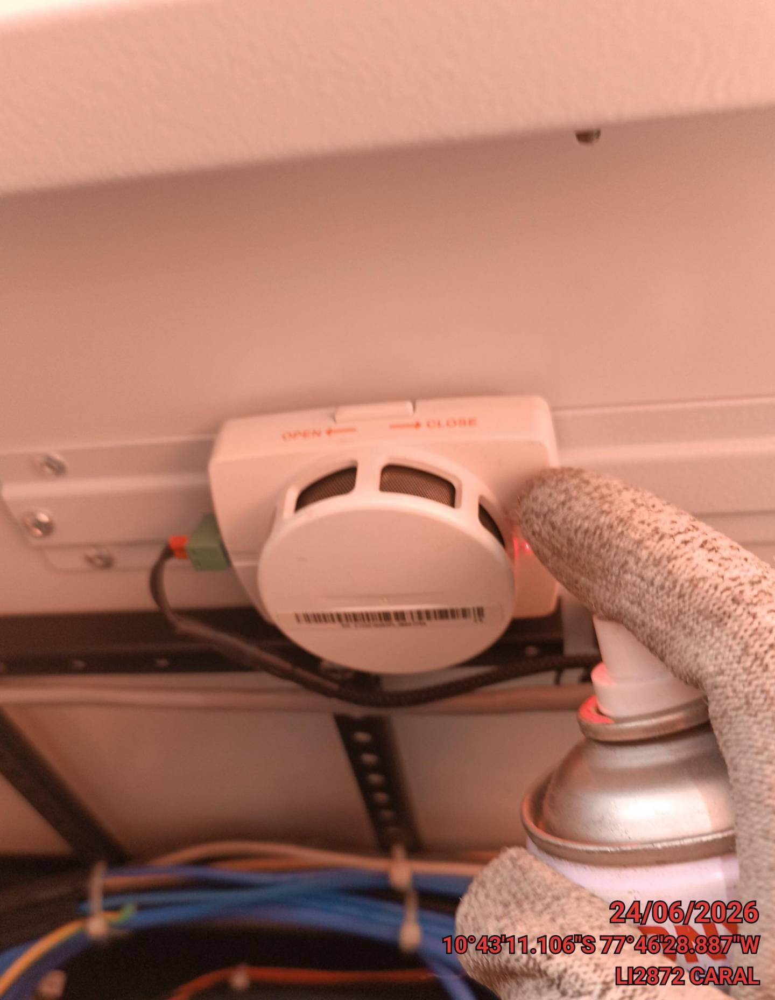 OPEN ← → CLOSE
24/06/2026
10°43'11.106"S 77°46'28.887"W
LI2872 CARAL